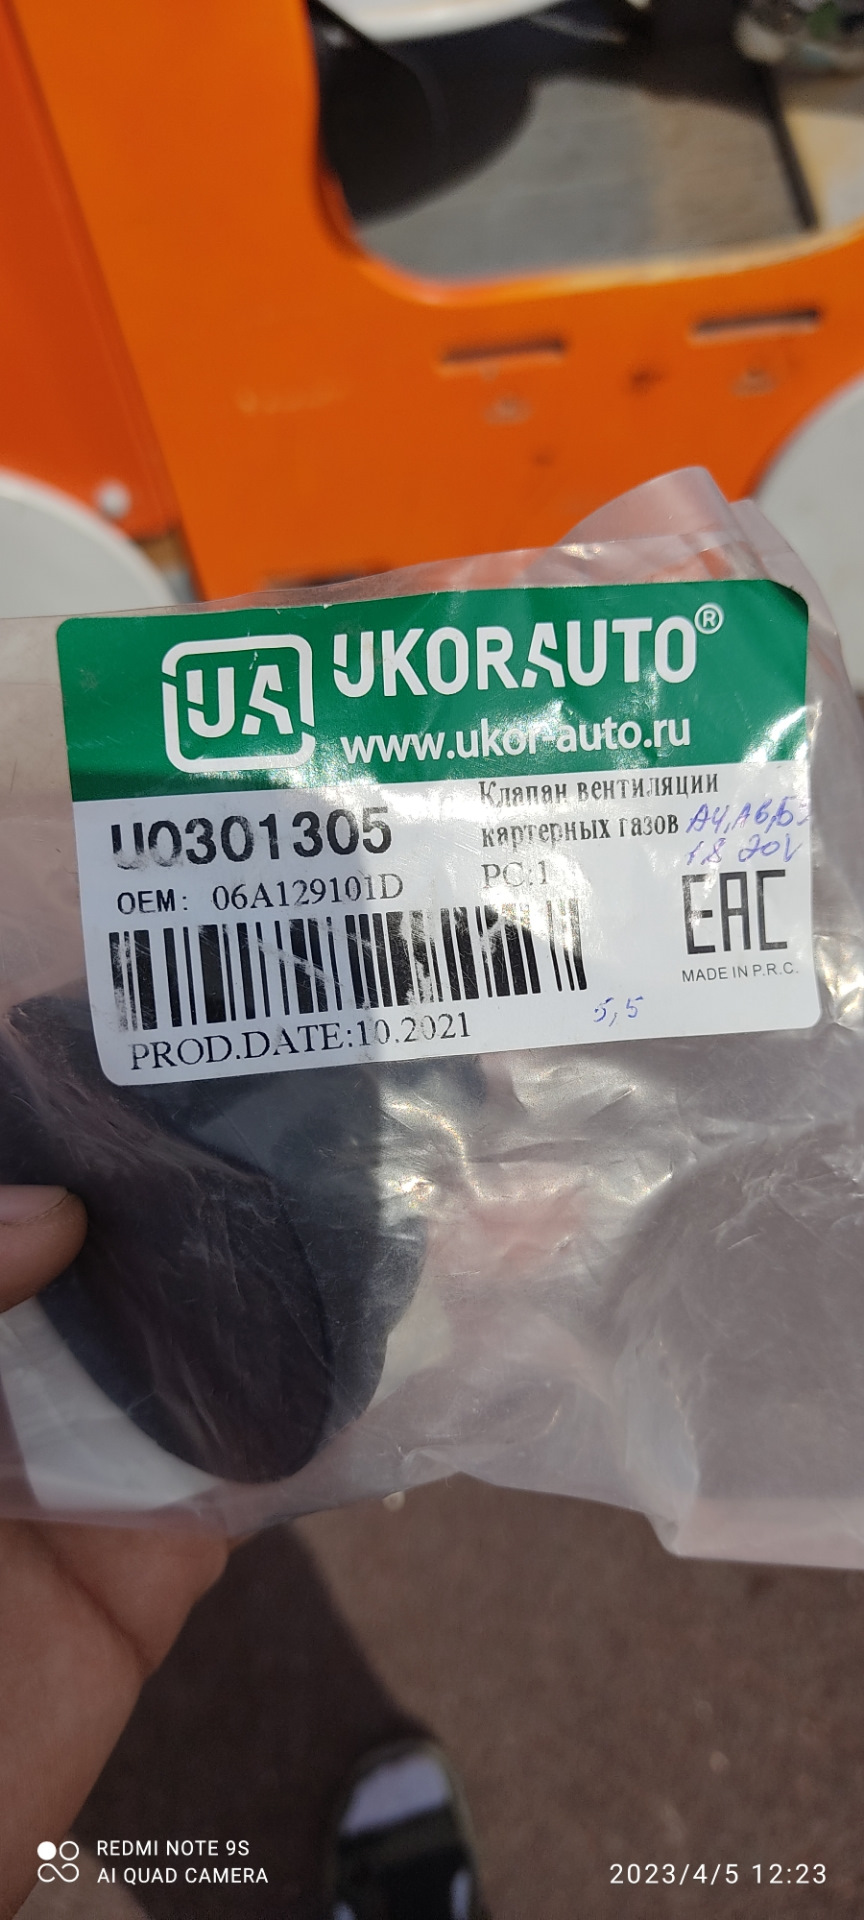 UA UKORAUTO®
www.ukor-auto.ru
U0301305
Клапан вентиляции
картерных газов
А4, А6, Б5
1.8 20V
OEM: 06A129101D
PC:1
EAC
MADE IN P.R.C.
PROD.DATE:10.2021
5,5
REDMI NOTE 9S
AI QUAD CAMERA
2023/4/5 12:23